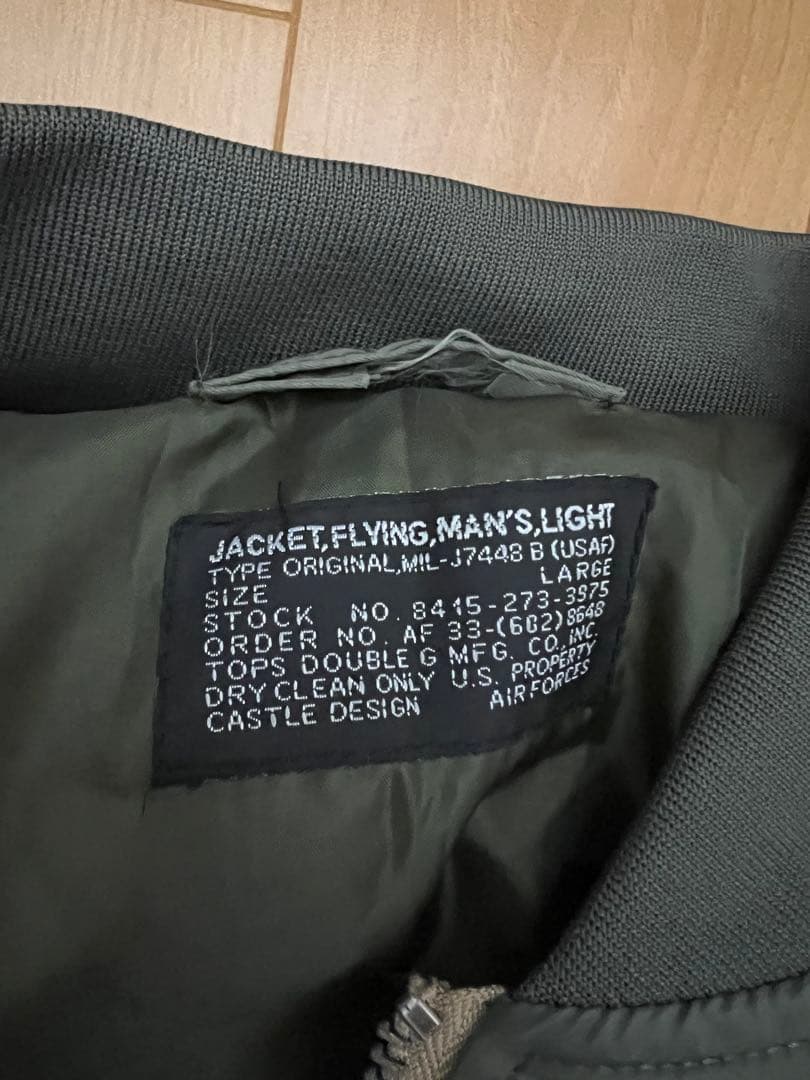 JACKET,FLYING,MAN'S,LIGHT
TYPE ORIGINAL,MIL-J7448 B (USAF)
SIZE LARGE
STOCK NO. 8415-273-3975
ORDER NO. AF 33-(602)8648
TOPS DOUBLE G MFG. CO.,INC.
DRY CLEAN ONLY U.S. PROPERTY
CASTLE DESIGN AIR FORCES